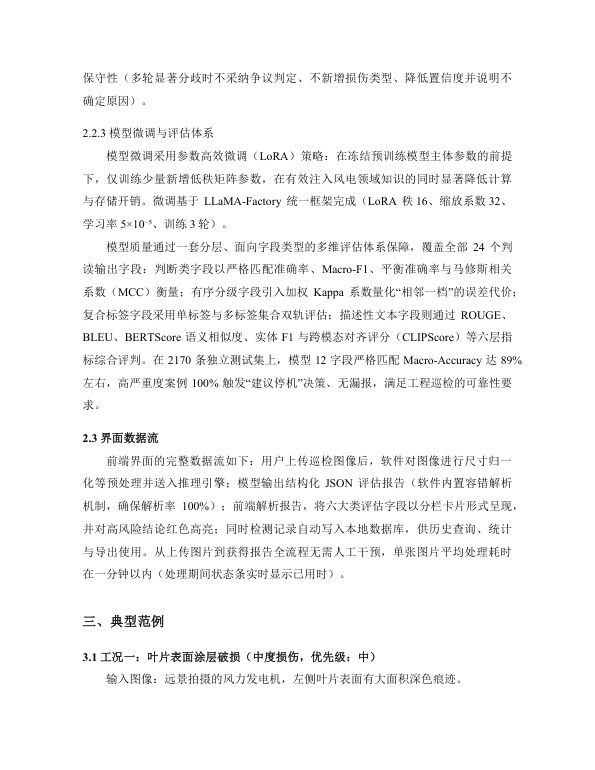 保守性（多轮显著分歧时不采纳争议判定、不新增损伤类型、降低置信度并说明不
确定原因）。
2.2.3 模型微调与评估体系
模型微调采用参数高效微调（LoRA）策略：在冻结预训练模型主体参数的前提
下，仅训练少量新增低秩矩阵参数，在有效注入风电领域知识的同时显著降低计算
与存储开销。微调基于 LLaMA-Factory 统一框架完成（LoRA 秩 16、缩放系数 32、
学习率 5×10⁻⁵、训练 3 轮）。
模型质量通过一套分层、面向字段类型的多维评估体系保障，覆盖全部 24 个判
读输出字段：判断类字段以严格匹配准确率、Macro-F1、平衡准确率与马修斯相关
系数（MCC）衡量；有序分级字段引入加权 Kappa 系数量化“相邻一档”的误差代价；
复合标签字段采用单标签与多标签集合双轨评估；描述性文本字段则通过 ROUGE、
BLEU、BERTScore 语义相似度、实体 F1 与跨模态对齐评分（CLIPScore）等六层指
标综合评判。在 2170 条独立测试集上，模型 12 字段严格匹配 Macro-Accuracy 达 89%
左右，高严重度案例 100% 触发“建议停机”决策、无漏报，满足工程巡检的可靠性要
求。
2.3 界面数据流
前端界面的完整数据流如下：用户上传巡检图像后，软件对图像进行尺寸归一
化等预处理并送入推理引擎；模型输出结构化 JSON 评估报告（软件内置容错解析
机制，确保解析率 100%）；前端解析报告，将六大类评估字段以分栏卡片形式呈现，
并对高风险结论红色高亮；同时检测记录自动写入本地数据库，供历史查询、统计
与导出使用。从上传图片到获得报告全流程无需人工干预，单张图片平均处理耗时
在一分钟以内（处理期间状态条实时显示已用时）。
三、典型范例
3.1 工况一：叶片表面涂层破损（中度损伤，优先级：中）
输入图像：远景拍摄的风力发电机，左侧叶片表面有大面积深色痕迹。